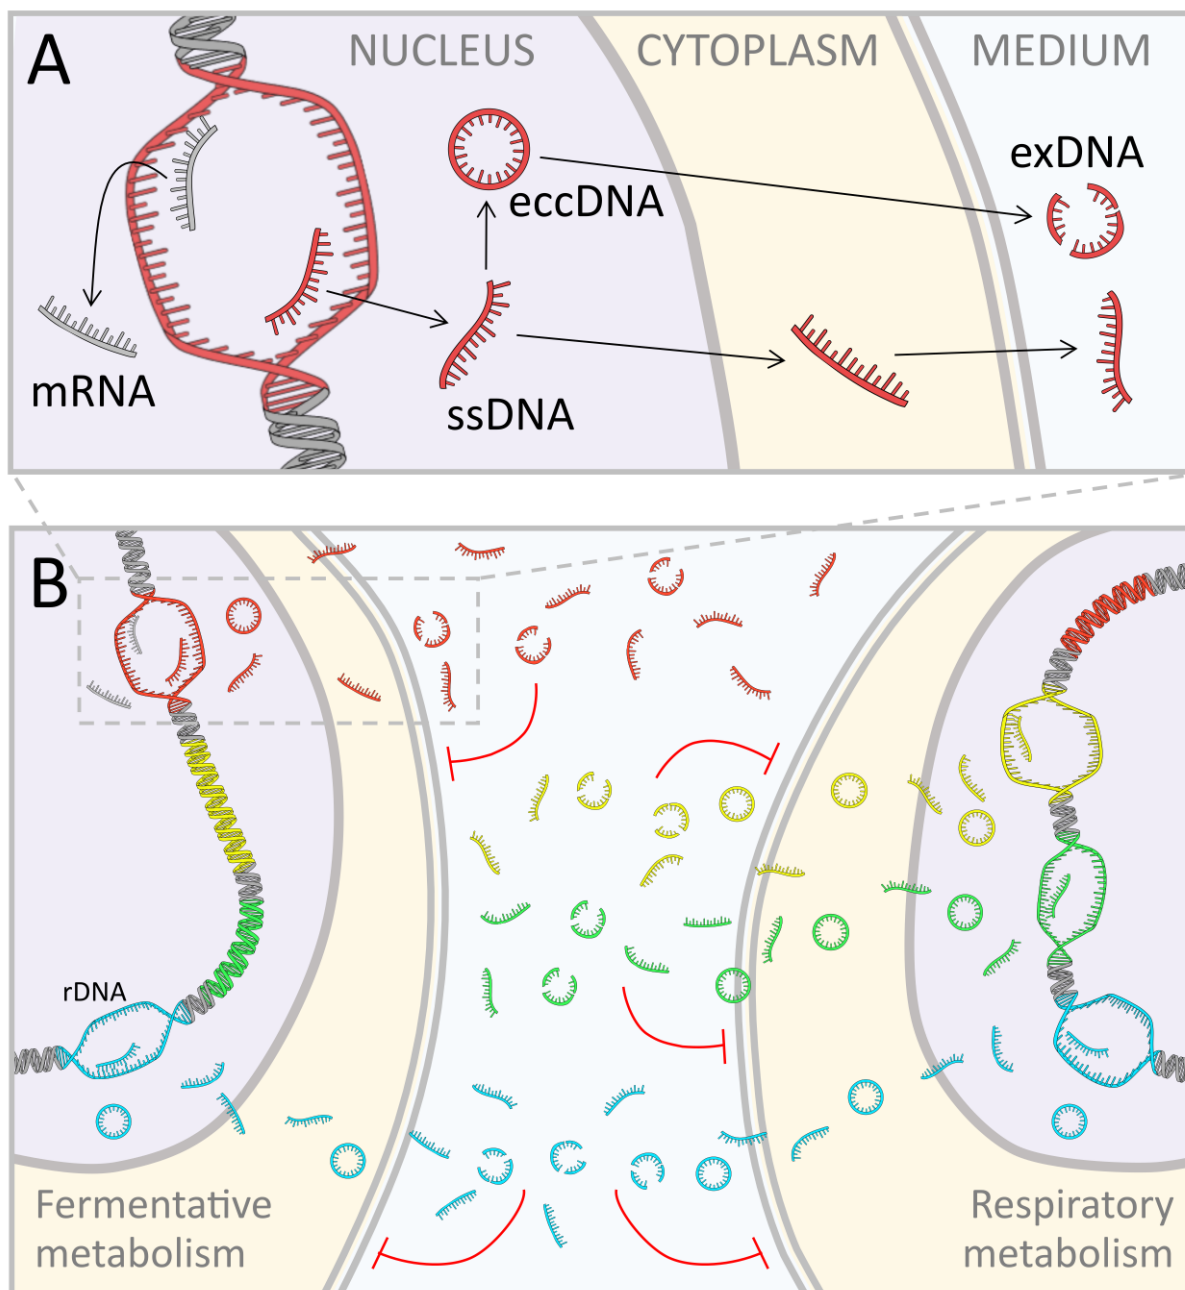 A
NUCLEUS
CYTOPLASM
MEDIUM
exDNA
eccDNA
mRNA
ssDNA
B
rDNA
Fermentative
metabolism
Respiratory
metabolism